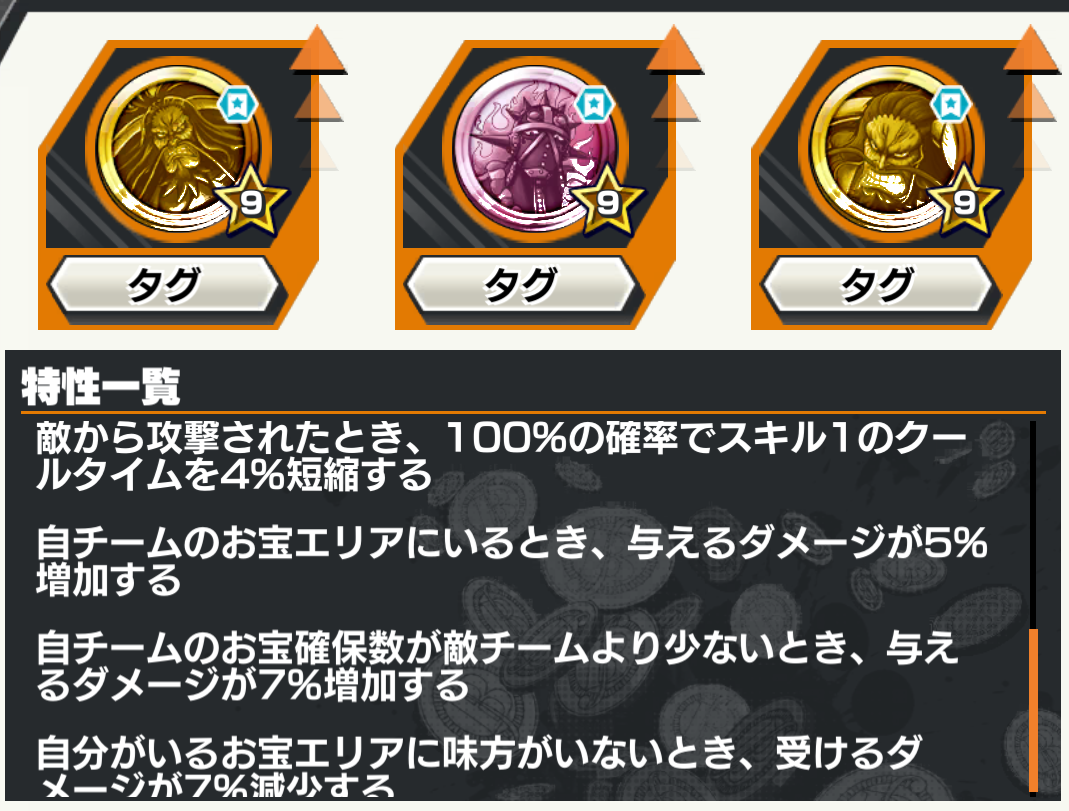 9 9 9
タグ タグ タグ
特性一覧
敵から攻撃されたとき、100%の確率でスキル1のクー
ルタイムを4%短縮する
自チームのお宝エリアにいるとき、与えるダメージが5%
増加する
自チームのお宝確保数が敵チームより少ないとき、与え
るダメージが7%増加する
自分がいるお宝エリアに味方がいないとき、受けるダ
メージが7%減少する